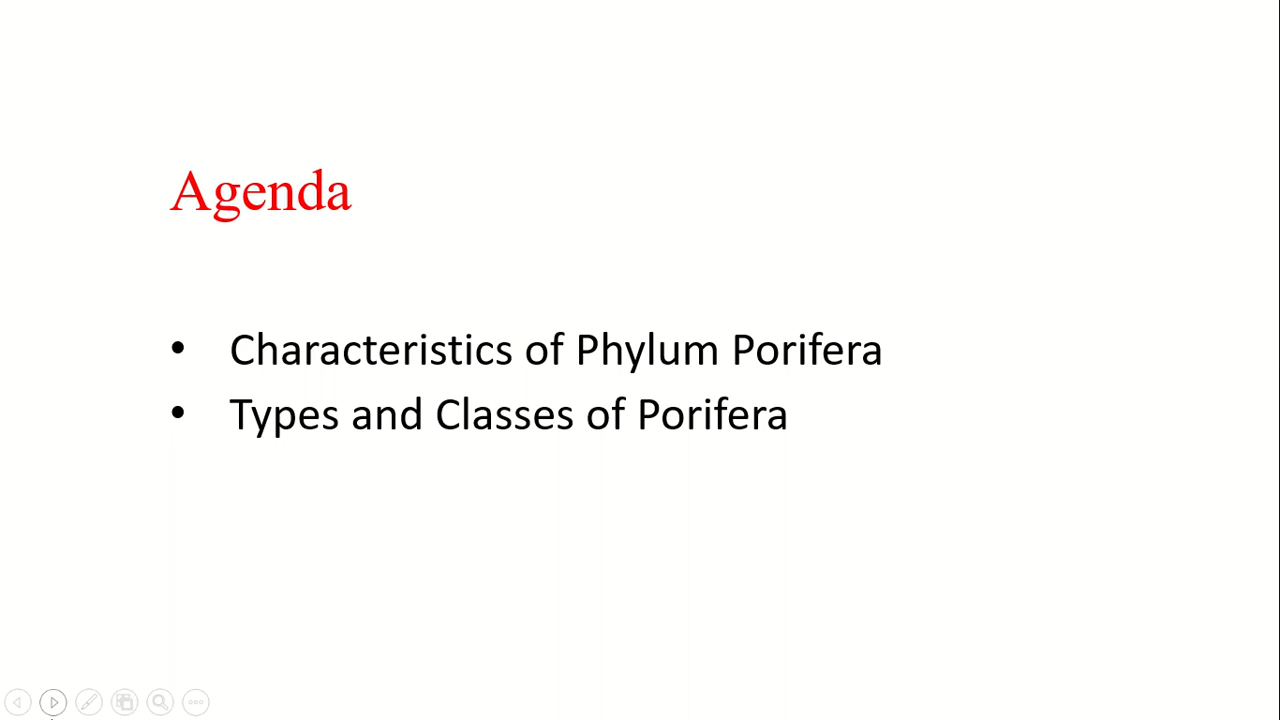 Agenda
• Characteristics of Phylum Porifera
• Types and Classes of Porifera